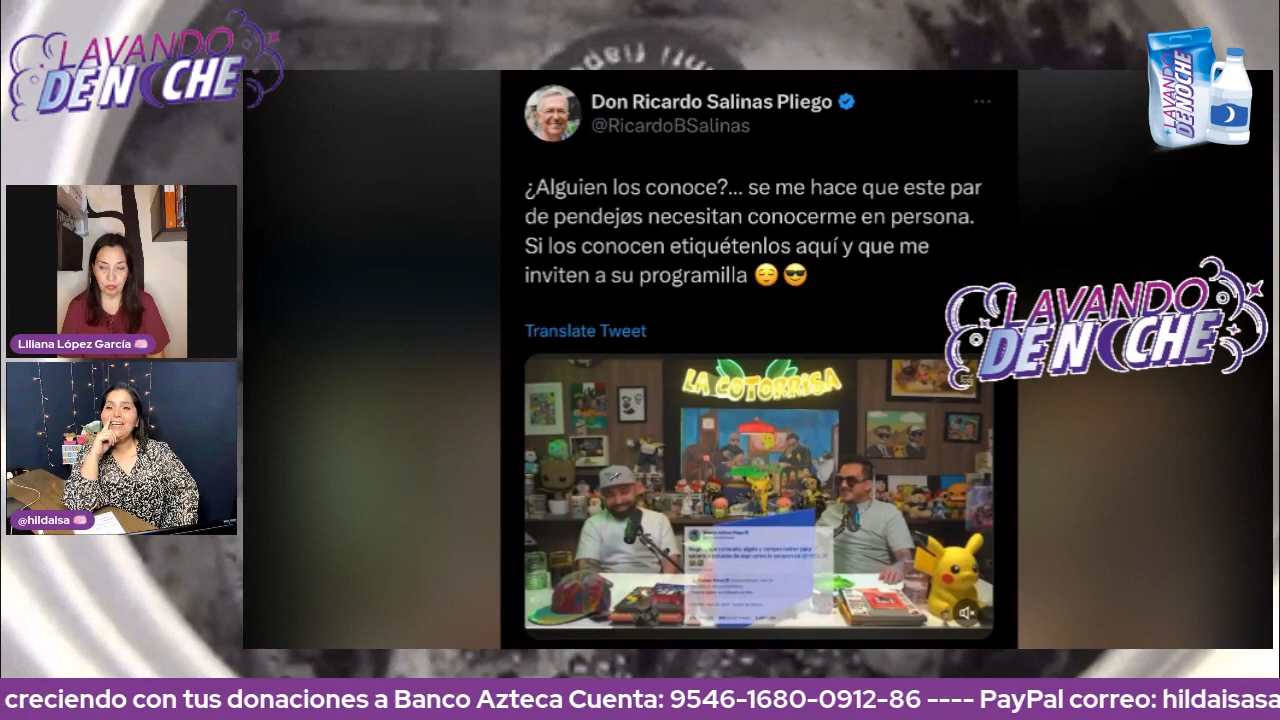 LAVANDO
DE NOCHE
LAVANDO
DE NOCHE
Don Ricardo Salinas Pliego
@RicardoBSalinas
¿Alguien los conoce?... se me hace que este par
de pendejøs necesitan conocerme en persona.
Si los conocen etiquétenlos aquí y que me
inviten a su programilla 😌 😎
Translate Tweet
LA COTORRISA
LAVANDO
DE NOCHE
Liliana López García
@hildaisa
creciendo con tus donaciones a Banco Azteca Cuenta: 9546-1680-0912-86 ---- PayPal correo: hildaisasa